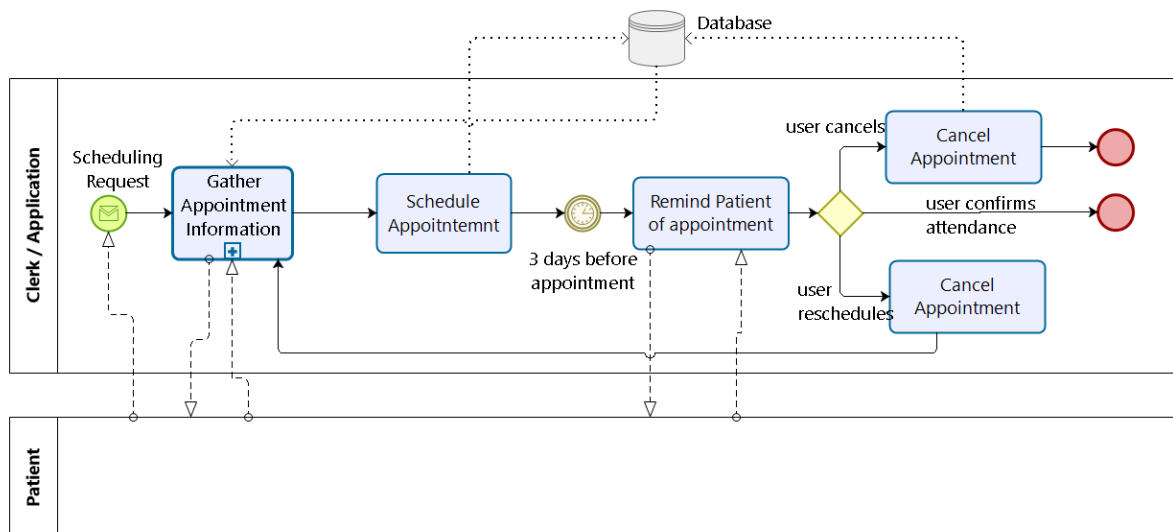 Database
Clerk / Application
Scheduling
Request
Gather
Appointment
Information
Schedule
Appoitntemnt
3 days before
appointment
Remind Patient
of appointment
user cancels
Cancel
Appointment
user confirms
attendance
user
reschedules
Cancel
Appointment
Patient